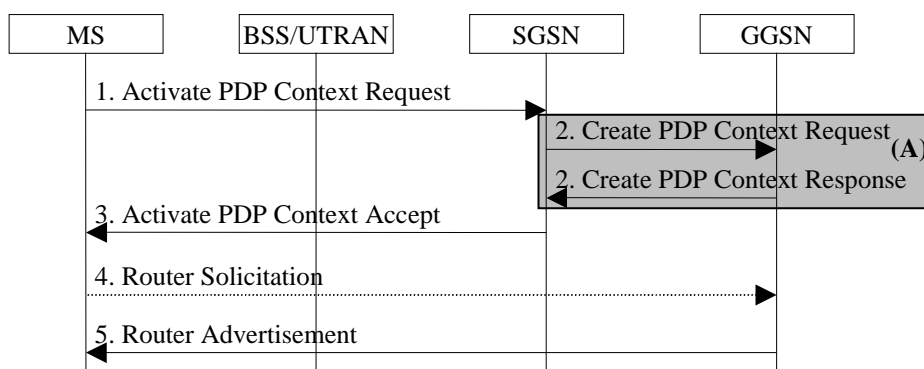 MS
BSS/UTRAN
SGSN
GGSN
1. Activate PDP Context Request
2. Create PDP Context Request
(A)
2. Create PDP Context Response
3. Activate PDP Context Accept
4. Router Solicitation
5. Router Advertisement